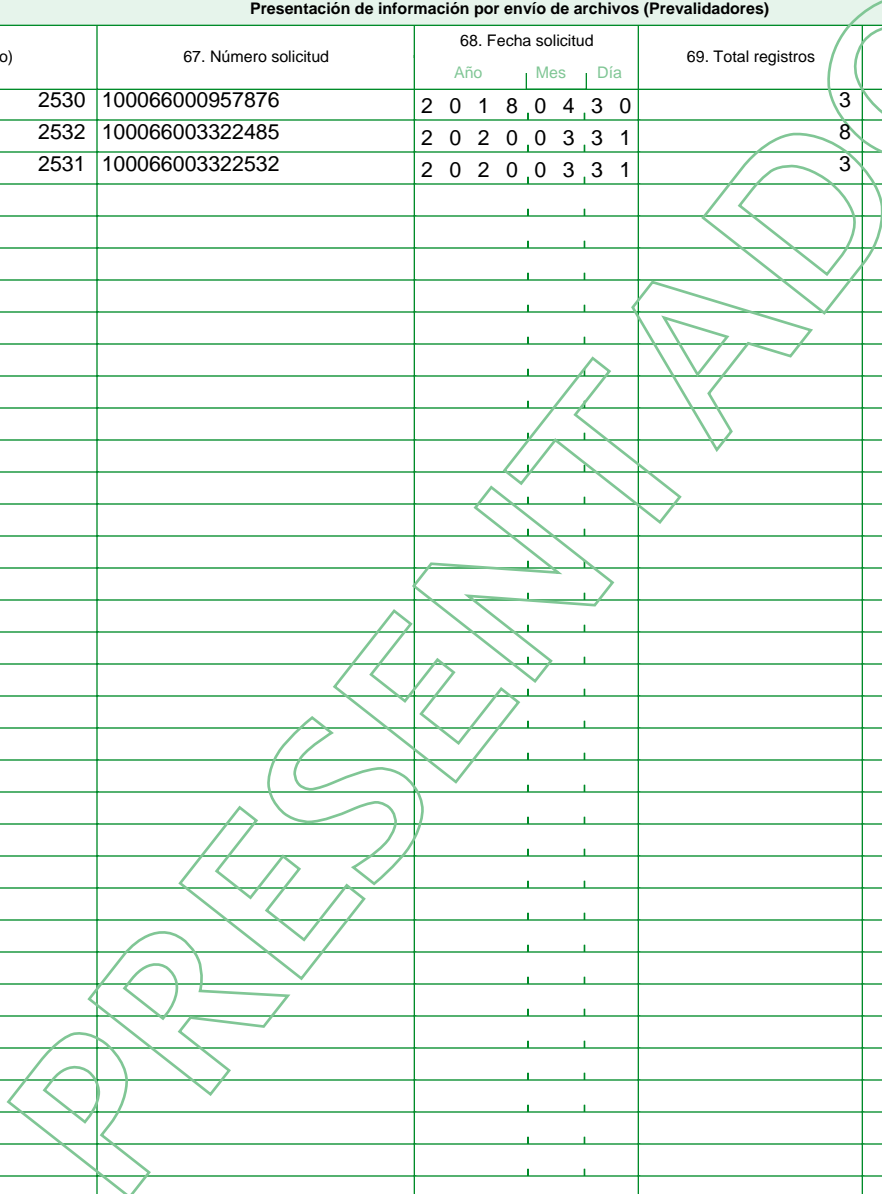 Presentación de información por envío de archivos (Prevalidadores)
o) 67. Número solicitud 68. Fecha solicitud 69. Total registros
Año Mes Día
2530 100066000957876 2 0 1 8 0 4 3 0 3
2532 100066003322485 2 0 2 0 0 3 3 1 8
2531 100066003322532 2 0 2 0 0 3 3 1 3
PRESENTADO